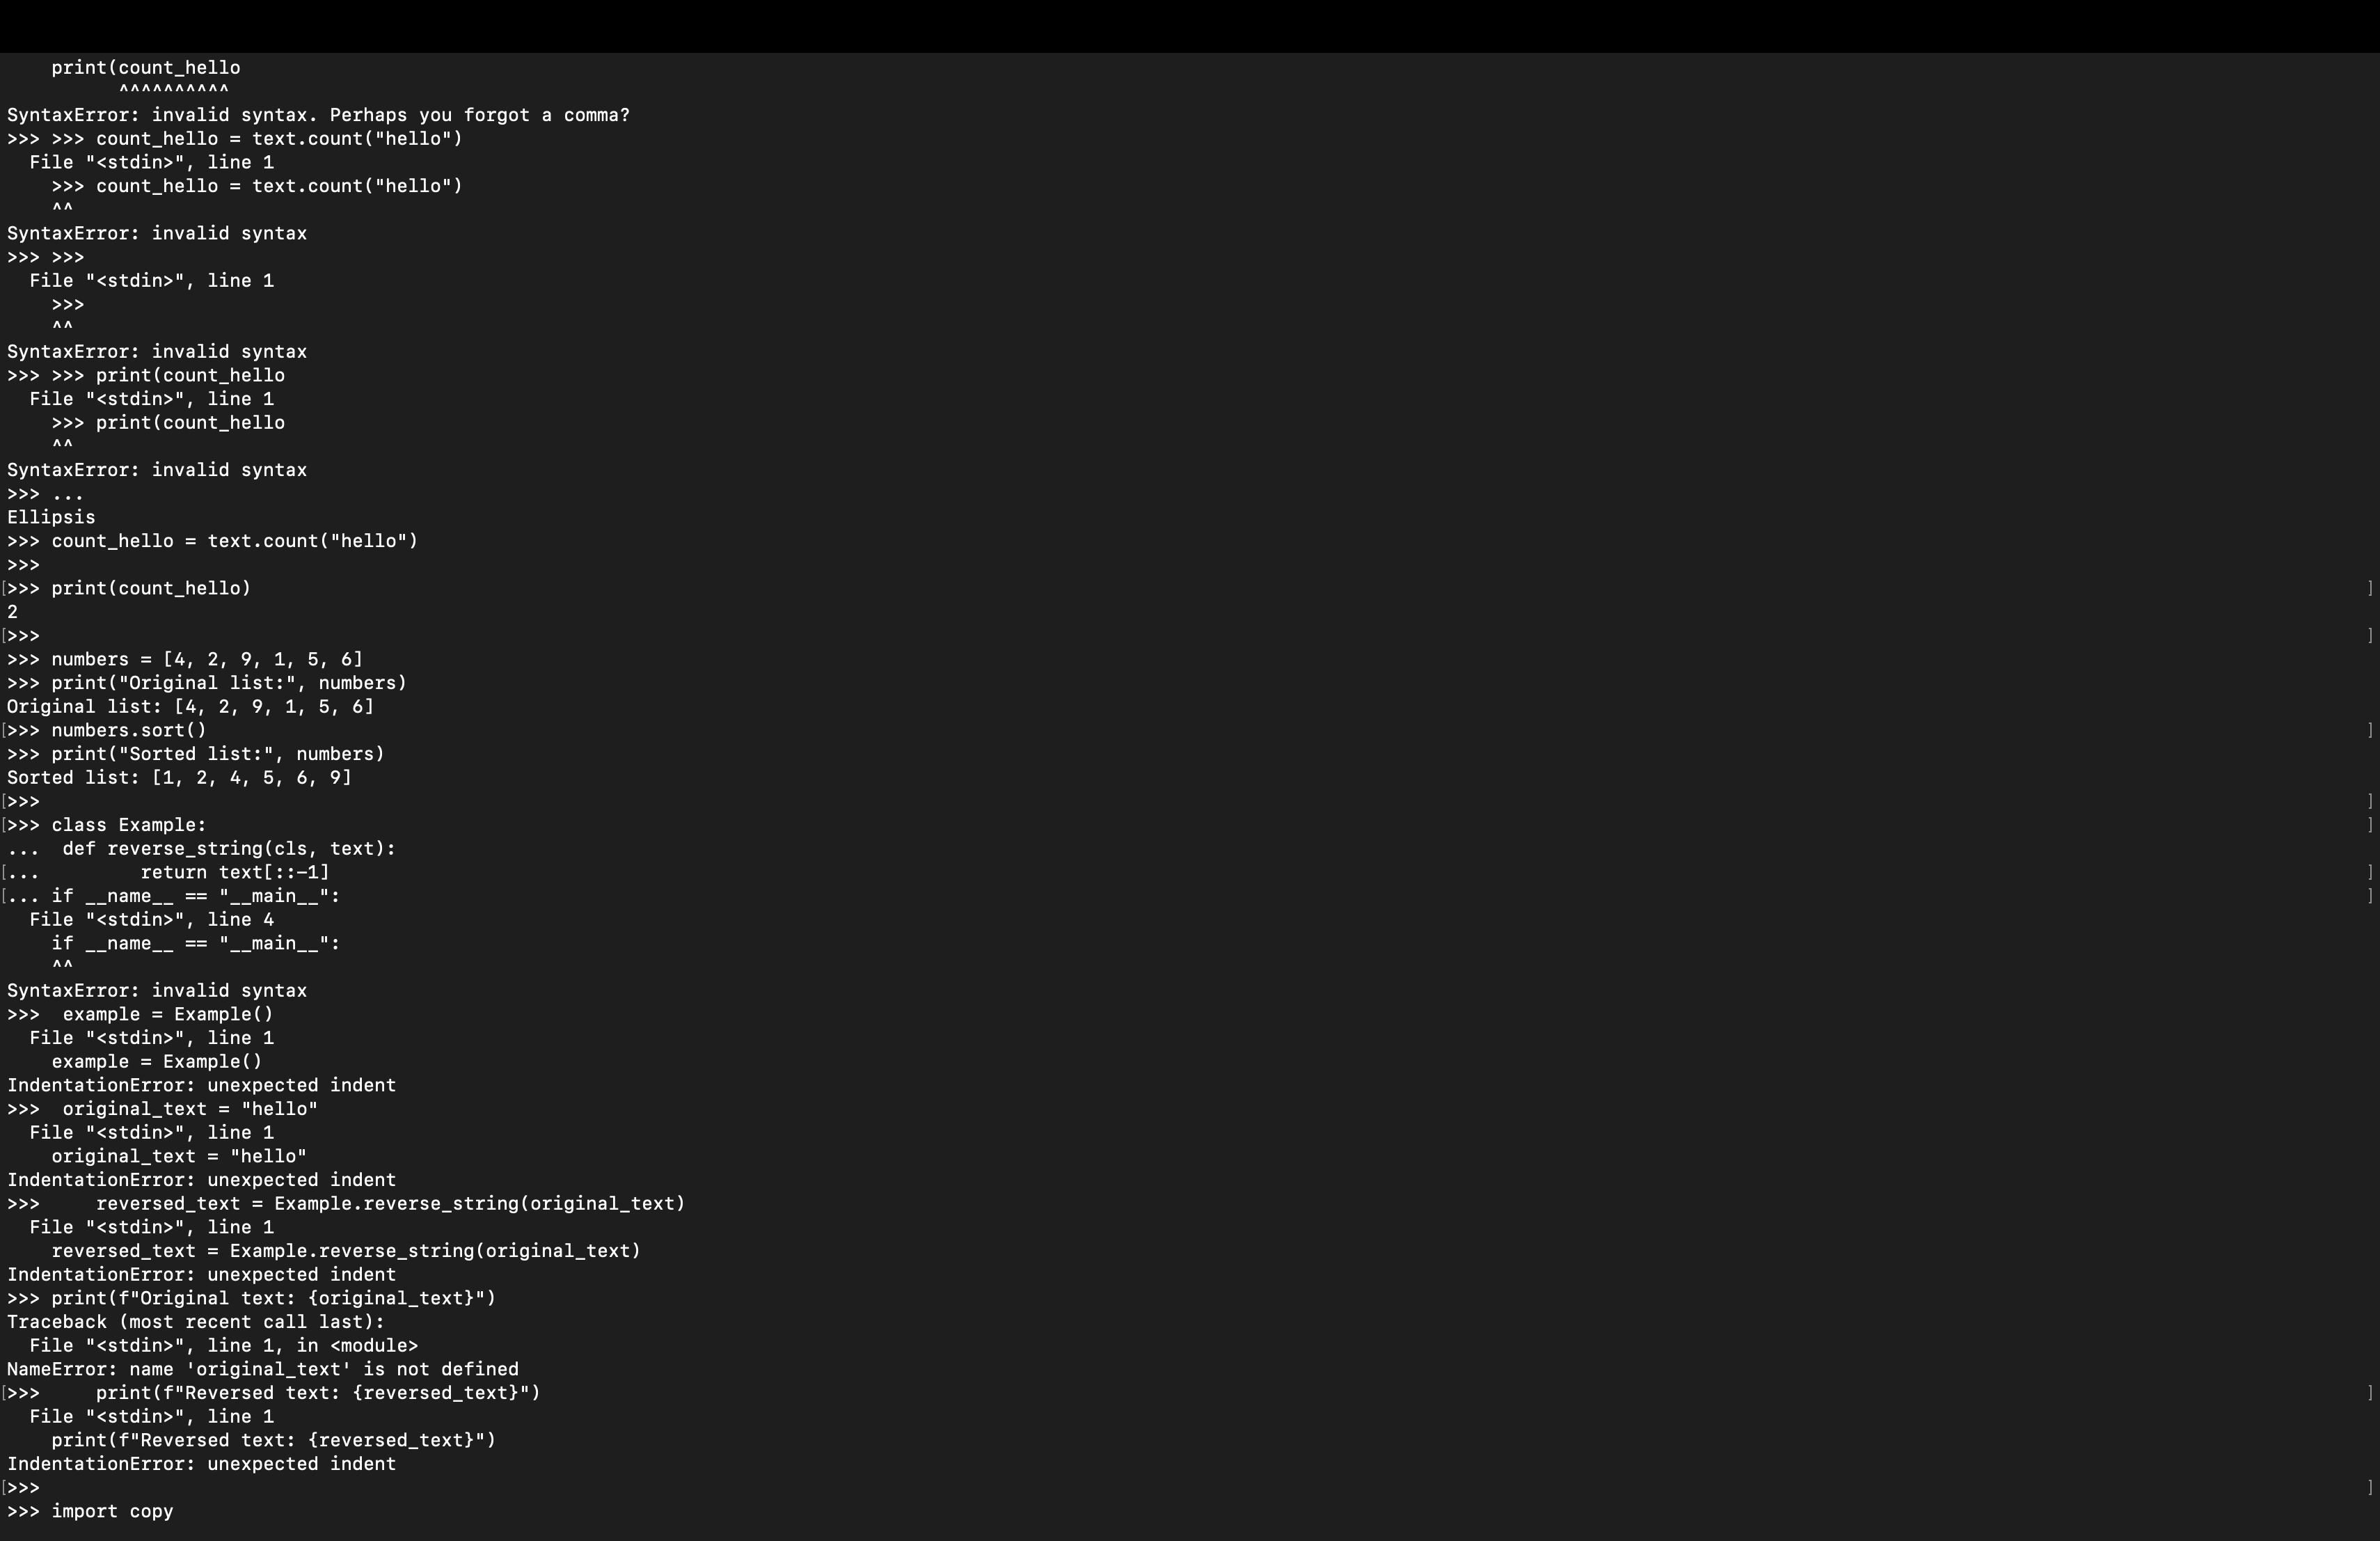 print(count_hello
          ^^^^^^^^^^
SyntaxError: invalid syntax. Perhaps you forgot a comma?
>>> >>> count_hello = text.count("hello")
  File "<stdin>", line 1
    >>> count_hello = text.count("hello")
    ^^
SyntaxError: invalid syntax
>>> >>>
  File "<stdin>", line 1
    >>>
    ^^
SyntaxError: invalid syntax
>>> >>> print(count_hello
  File "<stdin>", line 1
    >>> print(count_hello
    ^^
SyntaxError: invalid syntax
>>> ...
Ellipsis
>>> count_hello = text.count("hello")
>>>
[>>> print(count_hello) ]
2
[>>> ]
>>> numbers = [4, 2, 9, 1, 5, 6]
>>> print("Original list:", numbers)
Original list: [4, 2, 9, 1, 5, 6]
[>>> numbers.sort() ]
>>> print("Sorted list:", numbers)
Sorted list: [1, 2, 4, 5, 6, 9]
[>>> ]
[>>> class Example: ]
...  def reverse_string(cls, text):
[...         return text[::-1] ]
[... if __name__ == "__main__": ]
  File "<stdin>", line 4
    if __name__ == "__main__":
    ^^
SyntaxError: invalid syntax
>>>  example = Example()
  File "<stdin>", line 1
    example = Example()
IndentationError: unexpected indent
>>>  original_text = "hello"
  File "<stdin>", line 1
    original_text = "hello"
IndentationError: unexpected indent
>>>     reversed_text = Example.reverse_string(original_text)
  File "<stdin>", line 1
    reversed_text = Example.reverse_string(original_text)
IndentationError: unexpected indent
>>> print(f"Original text: {original_text}")
Traceback (most recent call last):
  File "<stdin>", line 1, in <module>
NameError: name 'original_text' is not defined
[>>>     print(f"Reversed text: {reversed_text}") ]
  File "<stdin>", line 1
    print(f"Reversed text: {reversed_text}")
IndentationError: unexpected indent
[>>> ]
>>> import copy